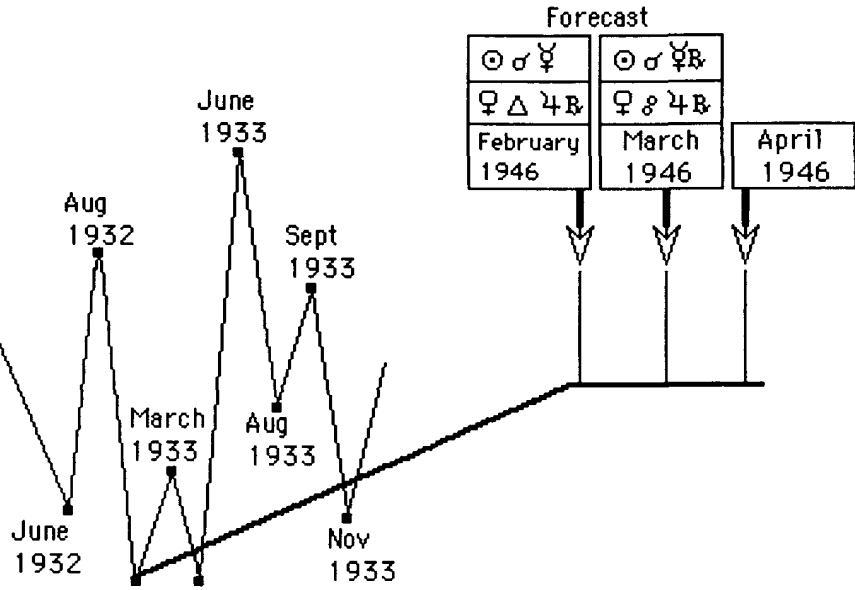 Forecast
☉ ☌ ☿
☉ ☌ ☿℞
♀ △ ♃℞
♀ ☍ ♃℞
February
1946
March
1946
April
1946
June
1933
Aug
1932
Sept
1933
March
1933
Aug
1933
June
1932
Nov
1933